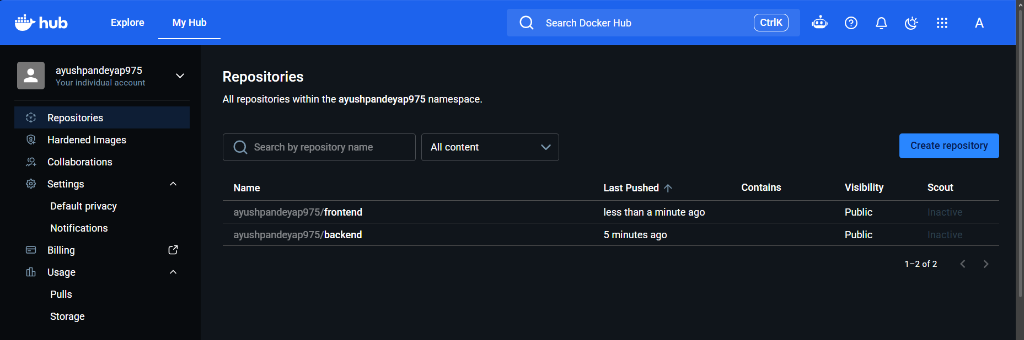 hub Explore My Hub Search Docker Hub CtrlK A
ayushpandeyap975
Your individual account
Repositories
Hardened Images
Collaborations
Settings
Default privacy
Notifications
Billing
Usage
Pulls
Storage
Repositories
All repositories within the ayushpandeyap975 namespace.
Search by repository name All content Create repository
Name Last Pushed Contains Visibility Scout
ayushpandeyap975/frontend less than a minute ago Public Inactive
ayushpandeyap975/backend 5 minutes ago Public Inactive
1–2 of 2